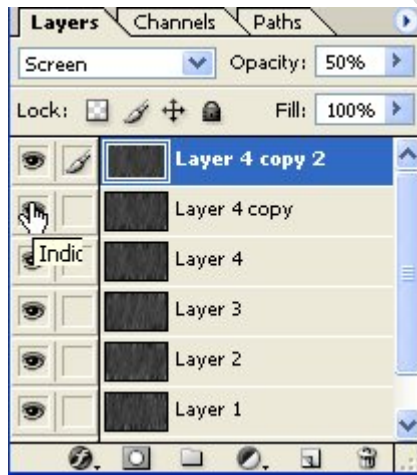 Layers Channels Paths
Screen Opacity: 50%
Lock: Fill: 100%
Layer 4 copy 2
Layer 4 copy
Indic
Layer 4
Layer 3
Layer 2
Layer 1